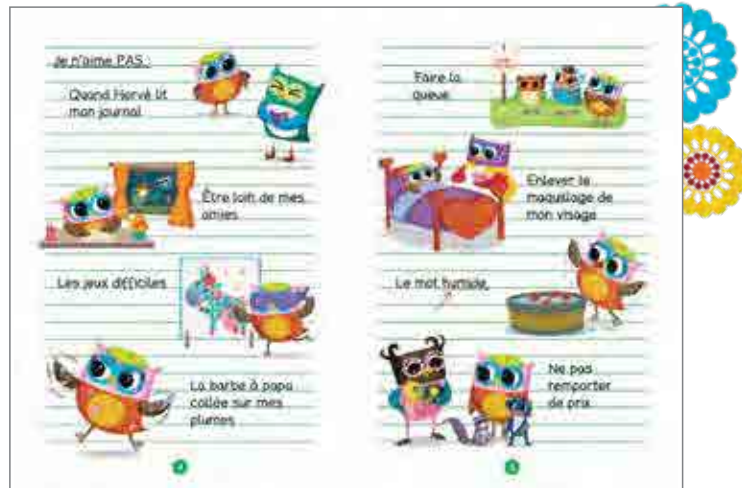 Je n'aime PAS :
Quand Hervé lit
mon journal
Être loin de mes
amies
Les jeux difficiles
La barbe à papa
collée sur mes
plumes
4
Faire la
queue
Enlever le
maquillage de
mon visage
Le mot humide
Ne pas
remporter
de prix
5